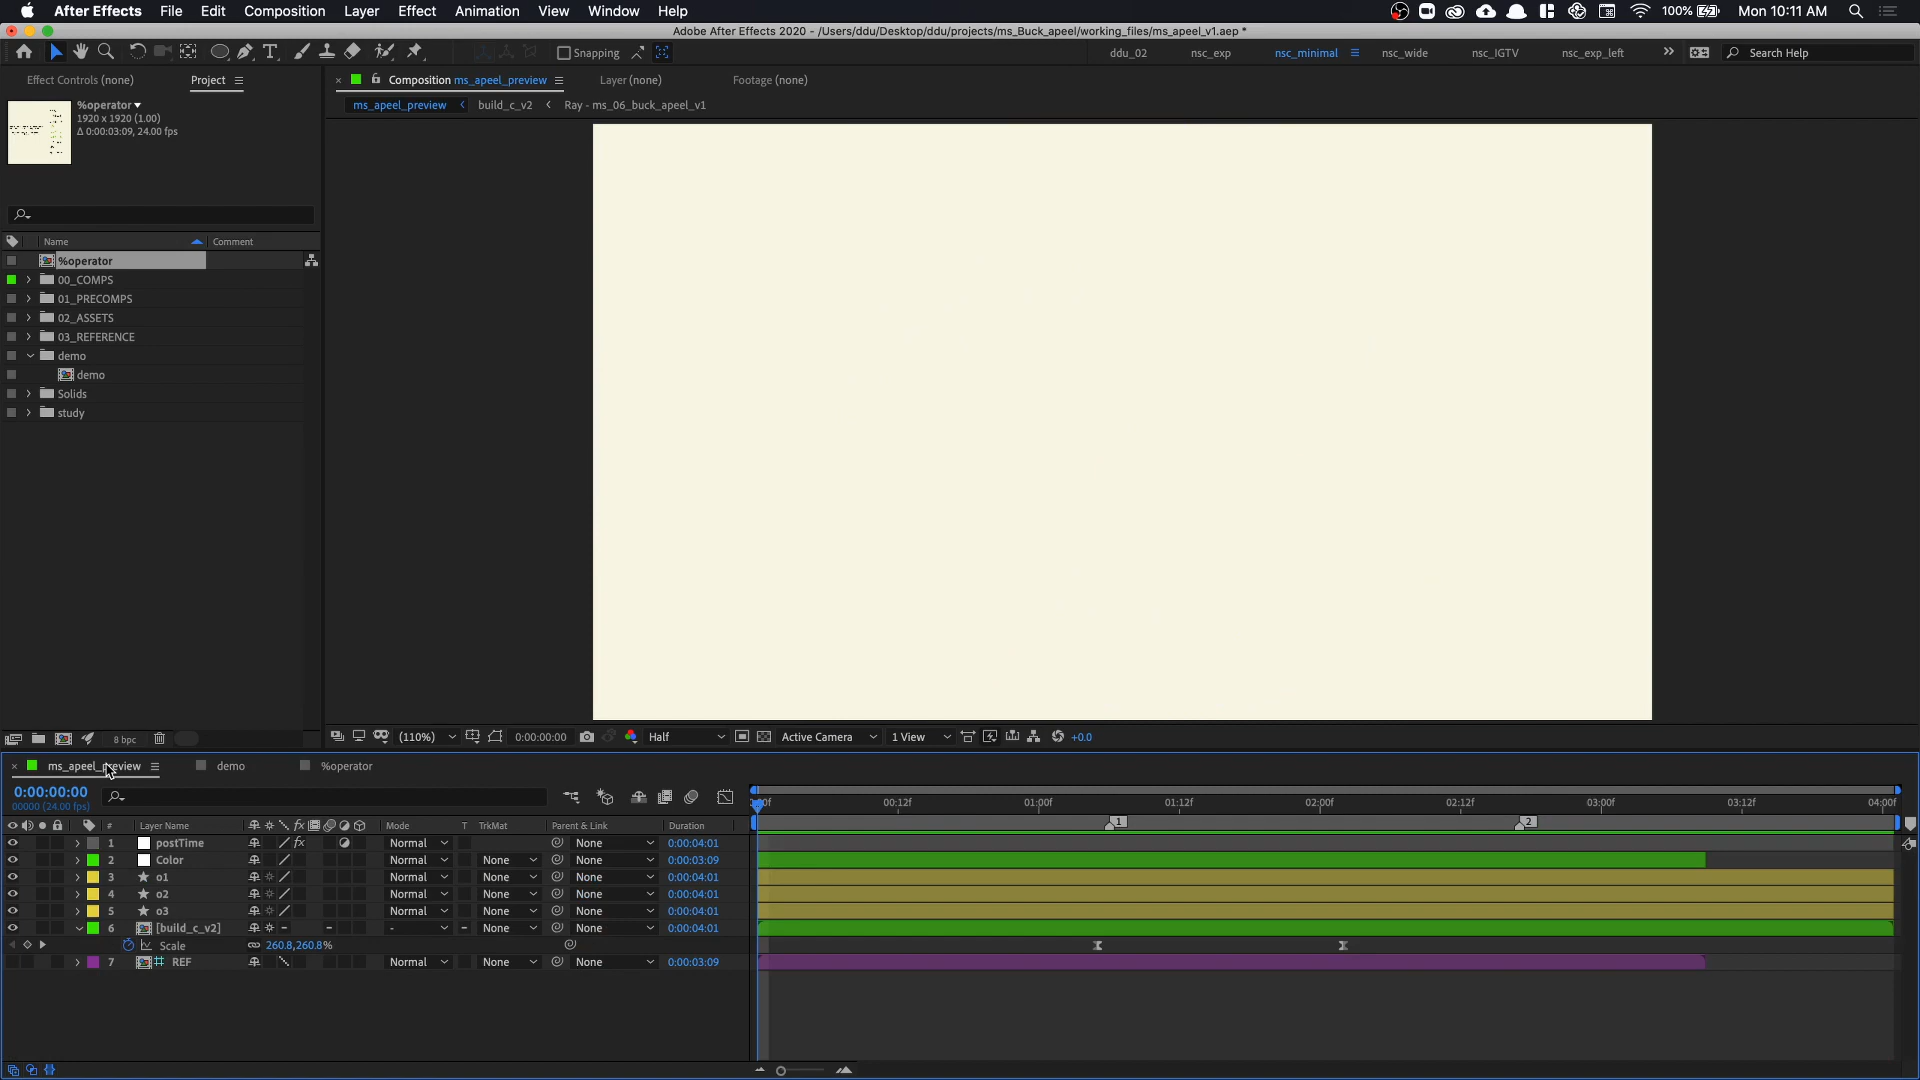 After Effects File Edit Composition Layer Effect Animation View Window Help 100% Mon 10:11 AM
Adobe After Effects 2020 - /Users/ddu/Desktop/ddu/projects/ms_Buck_apeel/working_files/ms_apeel_v1.aep *
Snapping ddu_02 nsc_exp nsc_minimal nsc_wide nsc_IGTV nsc_exp_left Search Help
Effect Controls (none) Project Composition ms_apeel_preview Layer (none) Footage (none)
ms_apeel_preview build_c_v2 Ray - ms_06_buck_apeel_v1
%operator
1920 x 1920 (1.00)
Δ 0:00:03:09, 24.00 fps
Name Comment
%operator
00_COMPS
01_PRECOMPS
02_ASSETS
03_REFERENCE
demo
demo
Solids
study
8 bpc (110%) 0:00:00:00 Half Active Camera 1 View +0.0
ms_apeel_preview demo %operator
0:00:00:00
00000 (24.00 fps)
00:12f 01:00f 01:12f 02:00f 02:12f 03:00f 03:12f 04:00f
1 2
# Layer Name Mode T TrkMat Parent & Link Duration
1 postTime Normal None 0:00:04:01
2 Color Normal None None 0:00:03:09
3 o1 Normal None None 0:00:04:01
4 o2 Normal None None 0:00:04:01
5 o3 Normal None None 0:00:04:01
6 [build_c_v2] - None None 0:00:04:01
Scale 260.8,260.8%
7 REF Normal None None 0:00:03:09